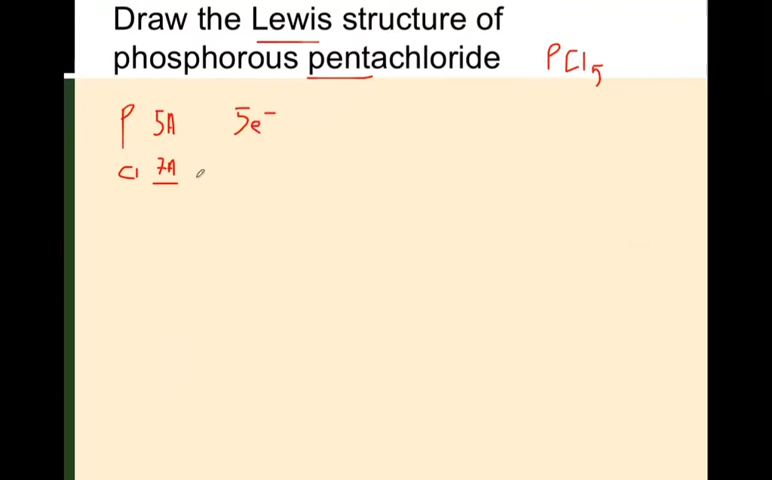 Draw the Lewis structure of
phosphorous pentachloride PCl₅
P 5A 5e⁻
Cl 7A